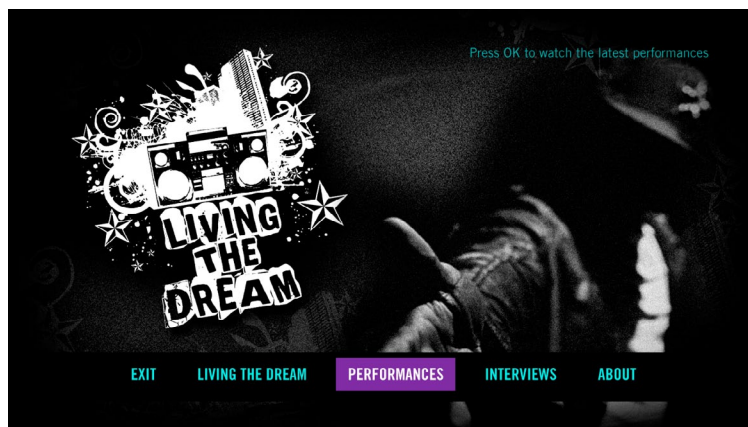 Press OK to watch the latest performances
LIVING
THE
DREAM
EXIT LIVING THE DREAM PERFORMANCES INTERVIEWS ABOUT